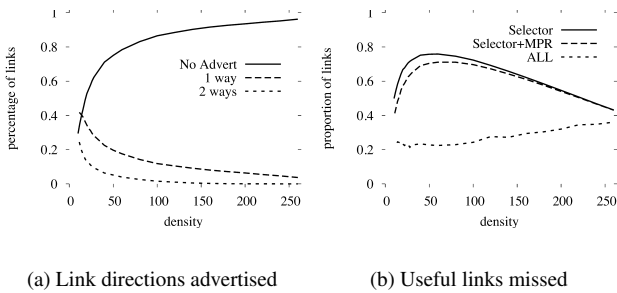 percentage of links
1
0.8
0.6
0.4
0.2
0
No Advert
1 way
2 ways
0 50 100 150 200 250
density
(a) Link directions advertised
proportion of links
1
0.8
0.6
0.4
0.2
0
Selector
Selector+MPR
ALL
0 50 100 150 200 250
density
(b) Useful links missed